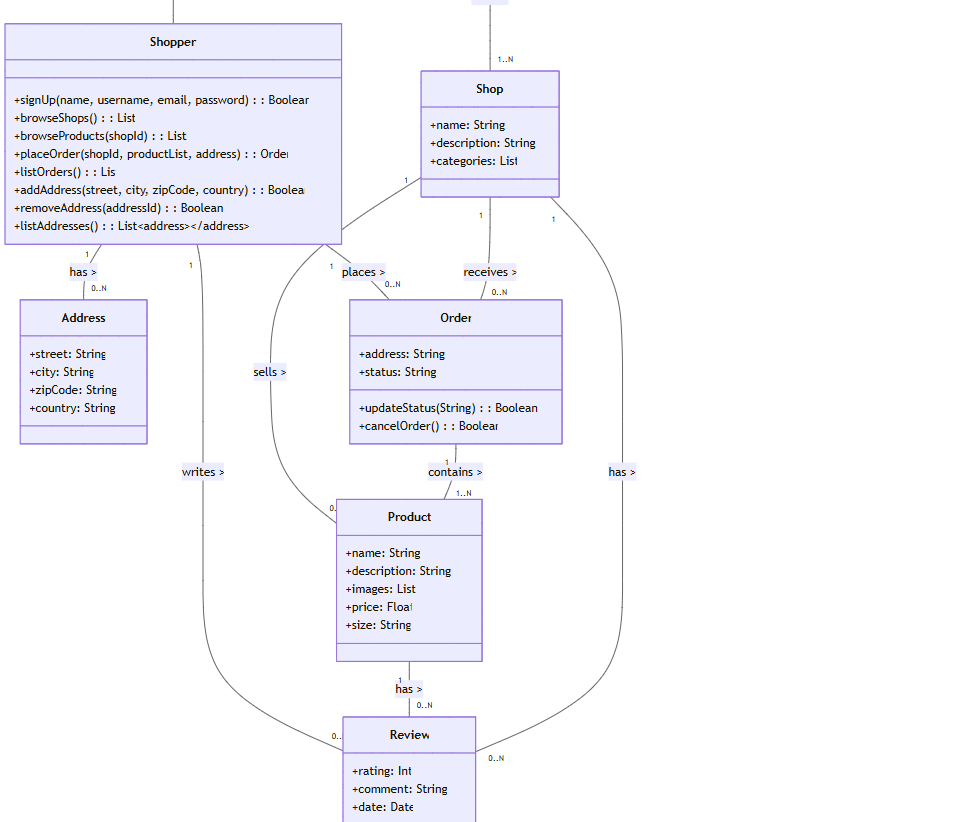 Shopper
+signUp(name, username, email, password) : : Boolear
+browseShops() : : List
+browseProducts(shopId) : : List
+placeOrder(shopId, productList, address) : : Order
+listOrders() : : Lis
+addAddress(street, city, zipCode, country) : : Boolea
+removeAddress(addressId) : : Boolean
+listAddresses() : : List<address></address>
1..N
Shop
+name: String
+description: String
+categories: List
1
1
1
1
has >
0..N
1
1
places >
0..N
receives >
0..N
Address
+street: String
+city: String
+zipCode: String
+country: String
Order
+address: String
+status: String
+updateStatus(String) : : Boolean
+cancelOrder() : : Boolear
sells >
writes >
1
contains >
1..N
has >
0.
Product
+name: String
+description: String
+images: List
+price: Float
+size: String
1
has >
0..N
0..
0..N
Review
+rating: Int
+comment: String
+date: Date